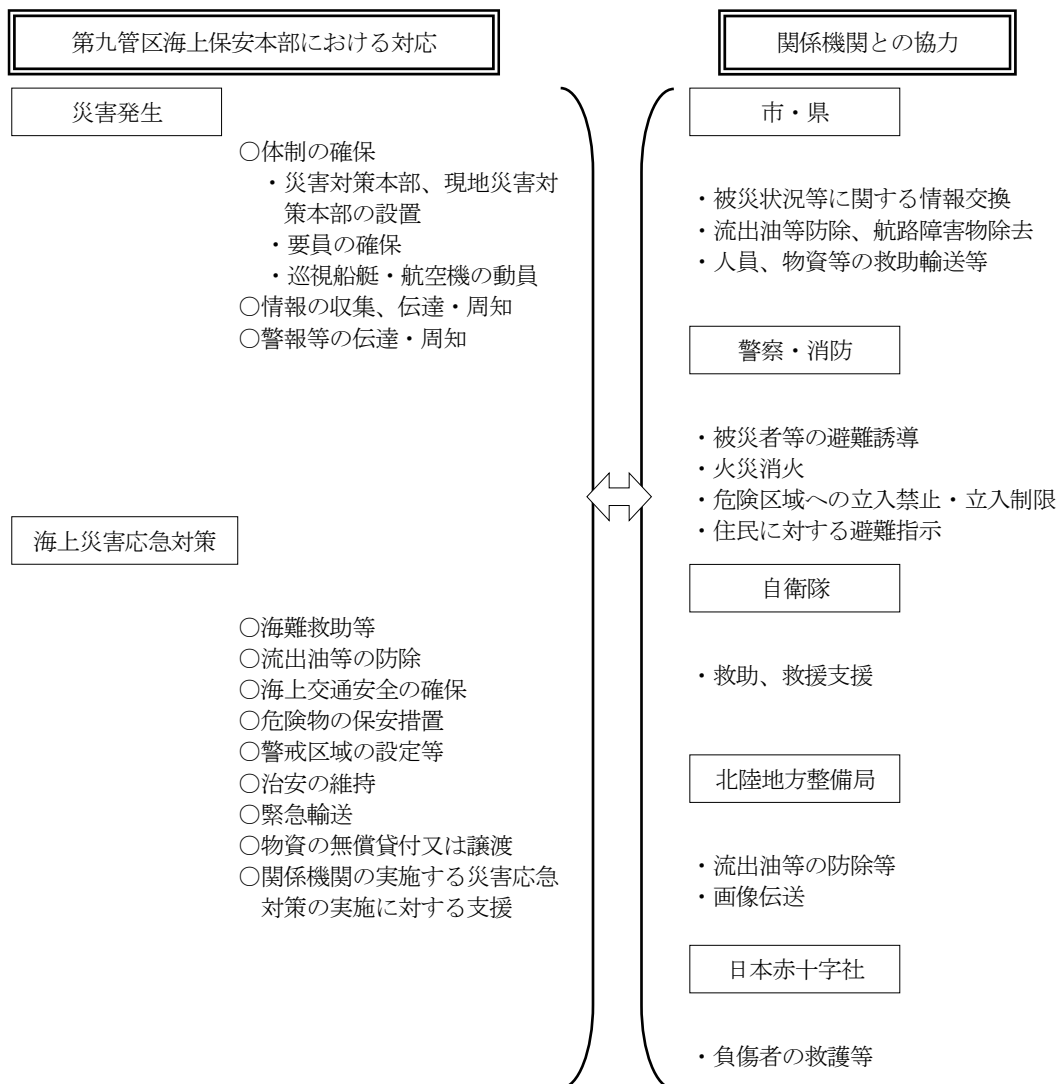 第九管区海上保安本部における対応
災害発生
○体制の確保
・災害対策本部、現地災害対
策本部の設置
・要員の確保
・巡視船艇・航空機の動員
○情報の収集、伝達・周知
○警報等の伝達・周知
海上災害応急対策
○海難救助等
○流出油等の防除
○海上交通安全の確保
○危険物の保安措置
○警戒区域の設定等
○治安の維持
○緊急輸送
○物資の無償貸付又は譲渡
○関係機関の実施する災害応急
対策の実施に対する支援
関係機関との協力
市・県
・被災状況等に関する情報交換
・流出油等防除、航路障害物除去
・人員、物資等の救助輸送等
警察・消防
・被災者等の避難誘導
・火災消火
・危険区域への立入禁止・立入制限
・住民に対する避難指示
自衛隊
・救助、救援支援
北陸地方整備局
・流出油等の防除等
・画像伝送
日本赤十字社
・負傷者の救護等